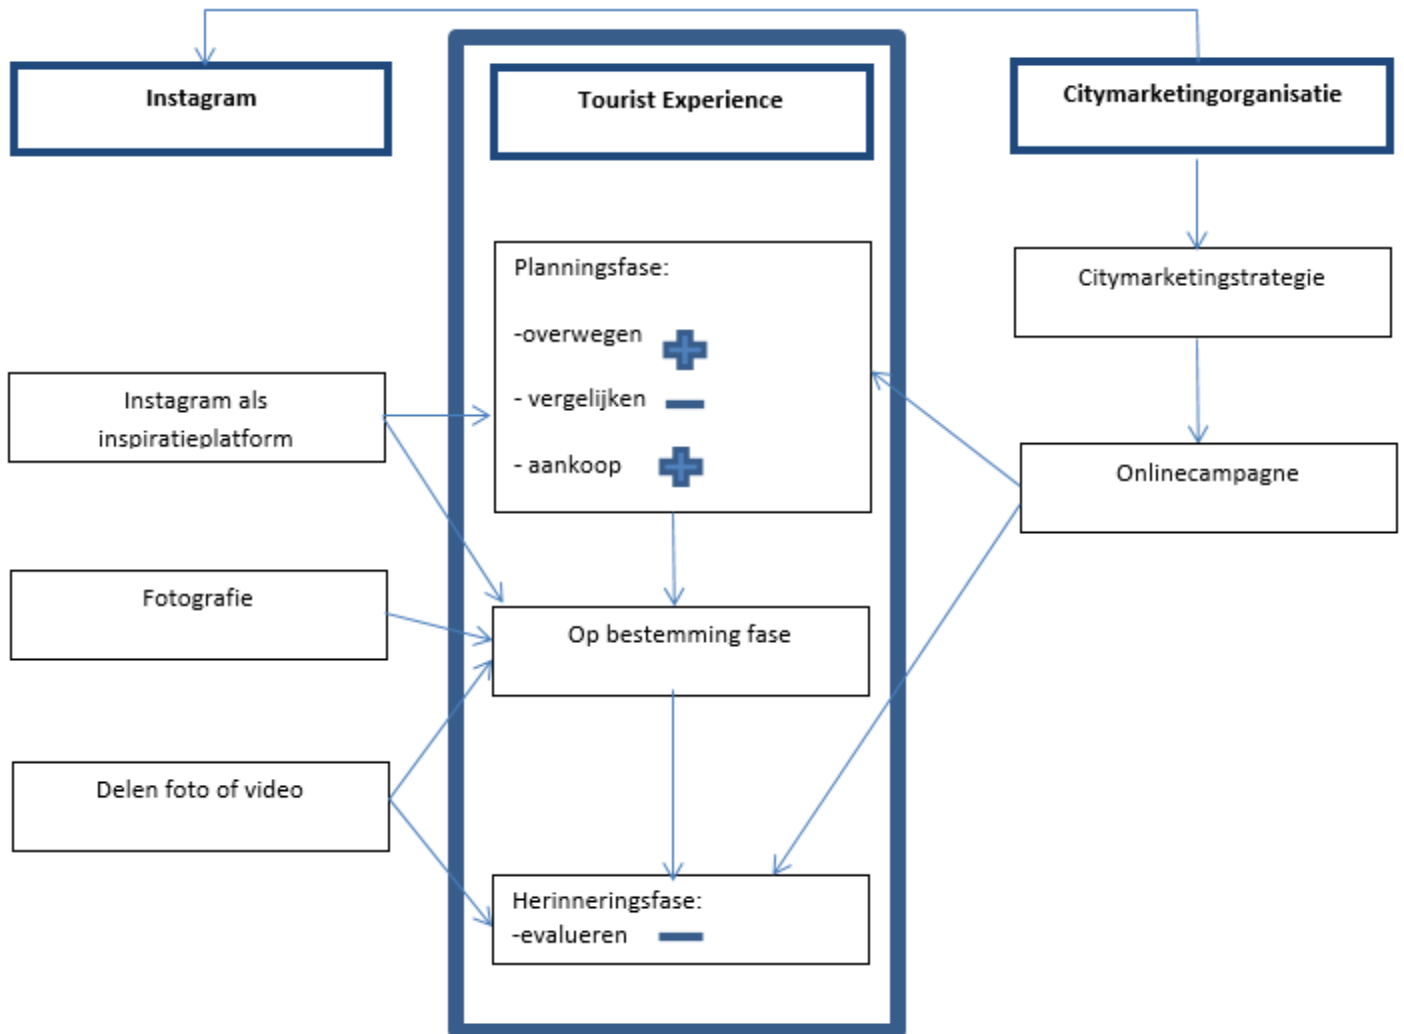 Instagram
Tourist Experience
Citymarketingorganisatie
Planningsfase:
-overwegen
- vergelijken
- aankoop
Citymarketingstrategie
Instagram als
inspiratieplatform
Onlinecampagne
Fotografie
Op bestemming fase
Delen foto of video
Herinneringsfase:
-evalueren